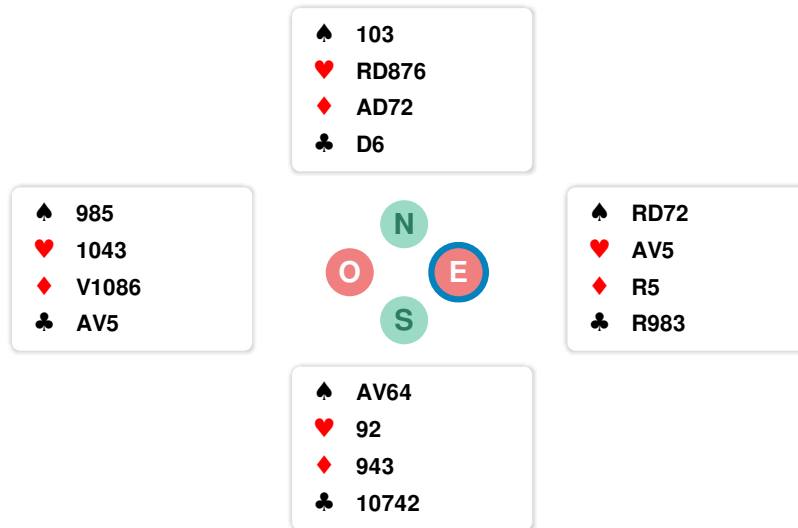 ♠ 103
♥ RD876
♦ AD72
♣ D6
♠ 985
♥ 1043
♦ V1086
♣ AV5
N
O
E
S
♠ RD72
♥ AV5
♦ R5
♣ R983
♠ AV64
♥ 92
♦ 943
♣ 10742